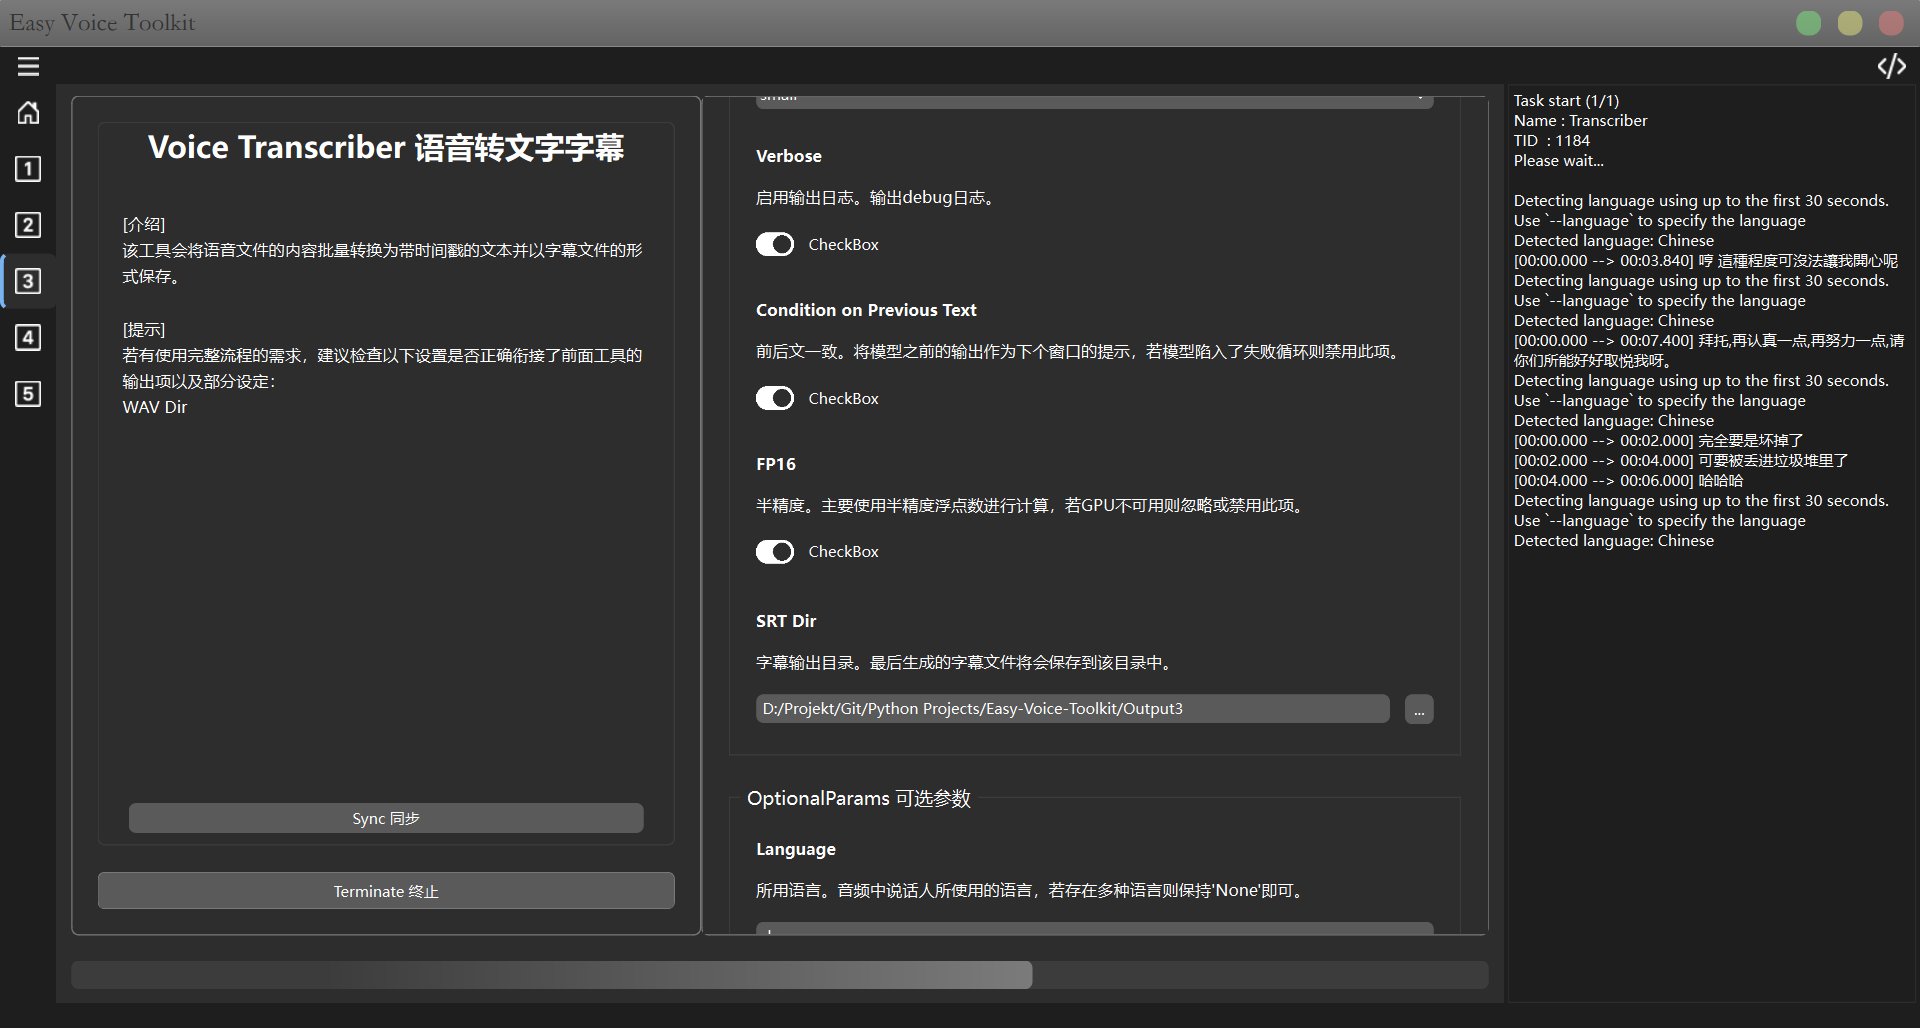 Easy Voice Toolkit
1
2
3
4
5
Voice Transcriber 语音转文字字幕
[介绍]
该工具会将语音文件的内容批量转换为带时间戳的文本并以字幕文件的形
式保存。
[提示]
若有使用完整流程的需求，建议检查以下设置是否正确衔接了前面工具的
输出项以及部分设定：
WAV Dir
Sync 同步
Terminate 终止
small
Verbose
启用输出日志。输出debug日志。
CheckBox
Condition on Previous Text
前后文一致。将模型之前的输出作为下个窗口的提示，若模型陷入了失败循环则禁用此项。
CheckBox
FP16
半精度。主要使用半精度浮点数进行计算，若GPU不可用则忽略或禁用此项。
CheckBox
SRT Dir
字幕输出目录。最后生成的字幕文件将会保存到该目录中。
D:/Projekt/Git/Python Projects/Easy-Voice-Toolkit/Output3
...
OptionalParams 可选参数
Language
所用语言。音频中说话人所使用的语言，若存在多种语言则保持'None'即可。
Task start (1/1)
Name : Transcriber
TID : 1184
Please wait...
Detecting language using up to the first 30 seconds.
Use `--language` to specify the language
Detected language: Chinese
[00:00.000 --> 00:03.840] 哼 這種程度可沒法讓我開心呢
Detecting language using up to the first 30 seconds.
Use `--language` to specify the language
Detected language: Chinese
[00:00.000 --> 00:07.400] 拜托,再认真一点,再努力一点,请
你们所能好好取悦我呀。
Detecting language using up to the first 30 seconds.
Use `--language` to specify the language
Detected language: Chinese
[00:00.000 --> 00:02.000] 完全要是坏掉了
[00:02.000 --> 00:04.000] 可要被丢进垃圾堆里了
[00:04.000 --> 00:06.000] 哈哈哈
Detecting language using up to the first 30 seconds.
Use `--language` to specify the language
Detected language: Chinese